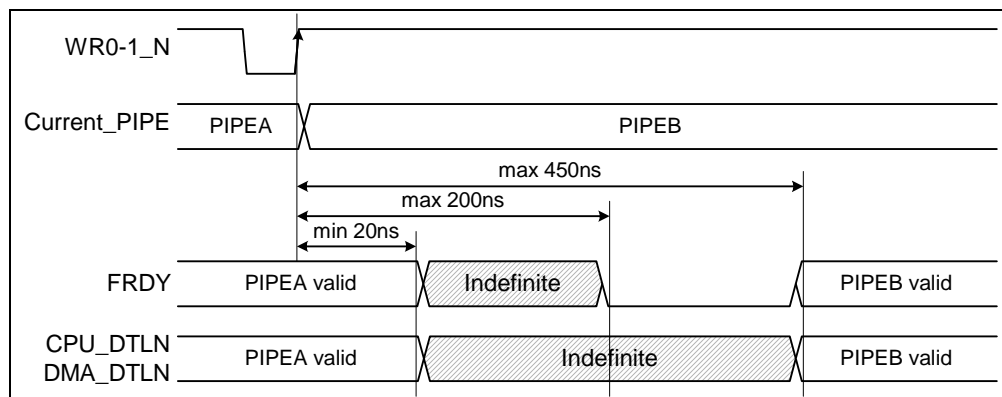 WR0-1_N
Current_PIPE
PIPEA
PIPEB
max 450ns
max 200ns
min 20ns
FRDY
PIPEA valid
Indefinite
PIPEB valid
CPU_DTLN
DMA_DTLN
PIPEA valid
Indefinite
PIPEB valid